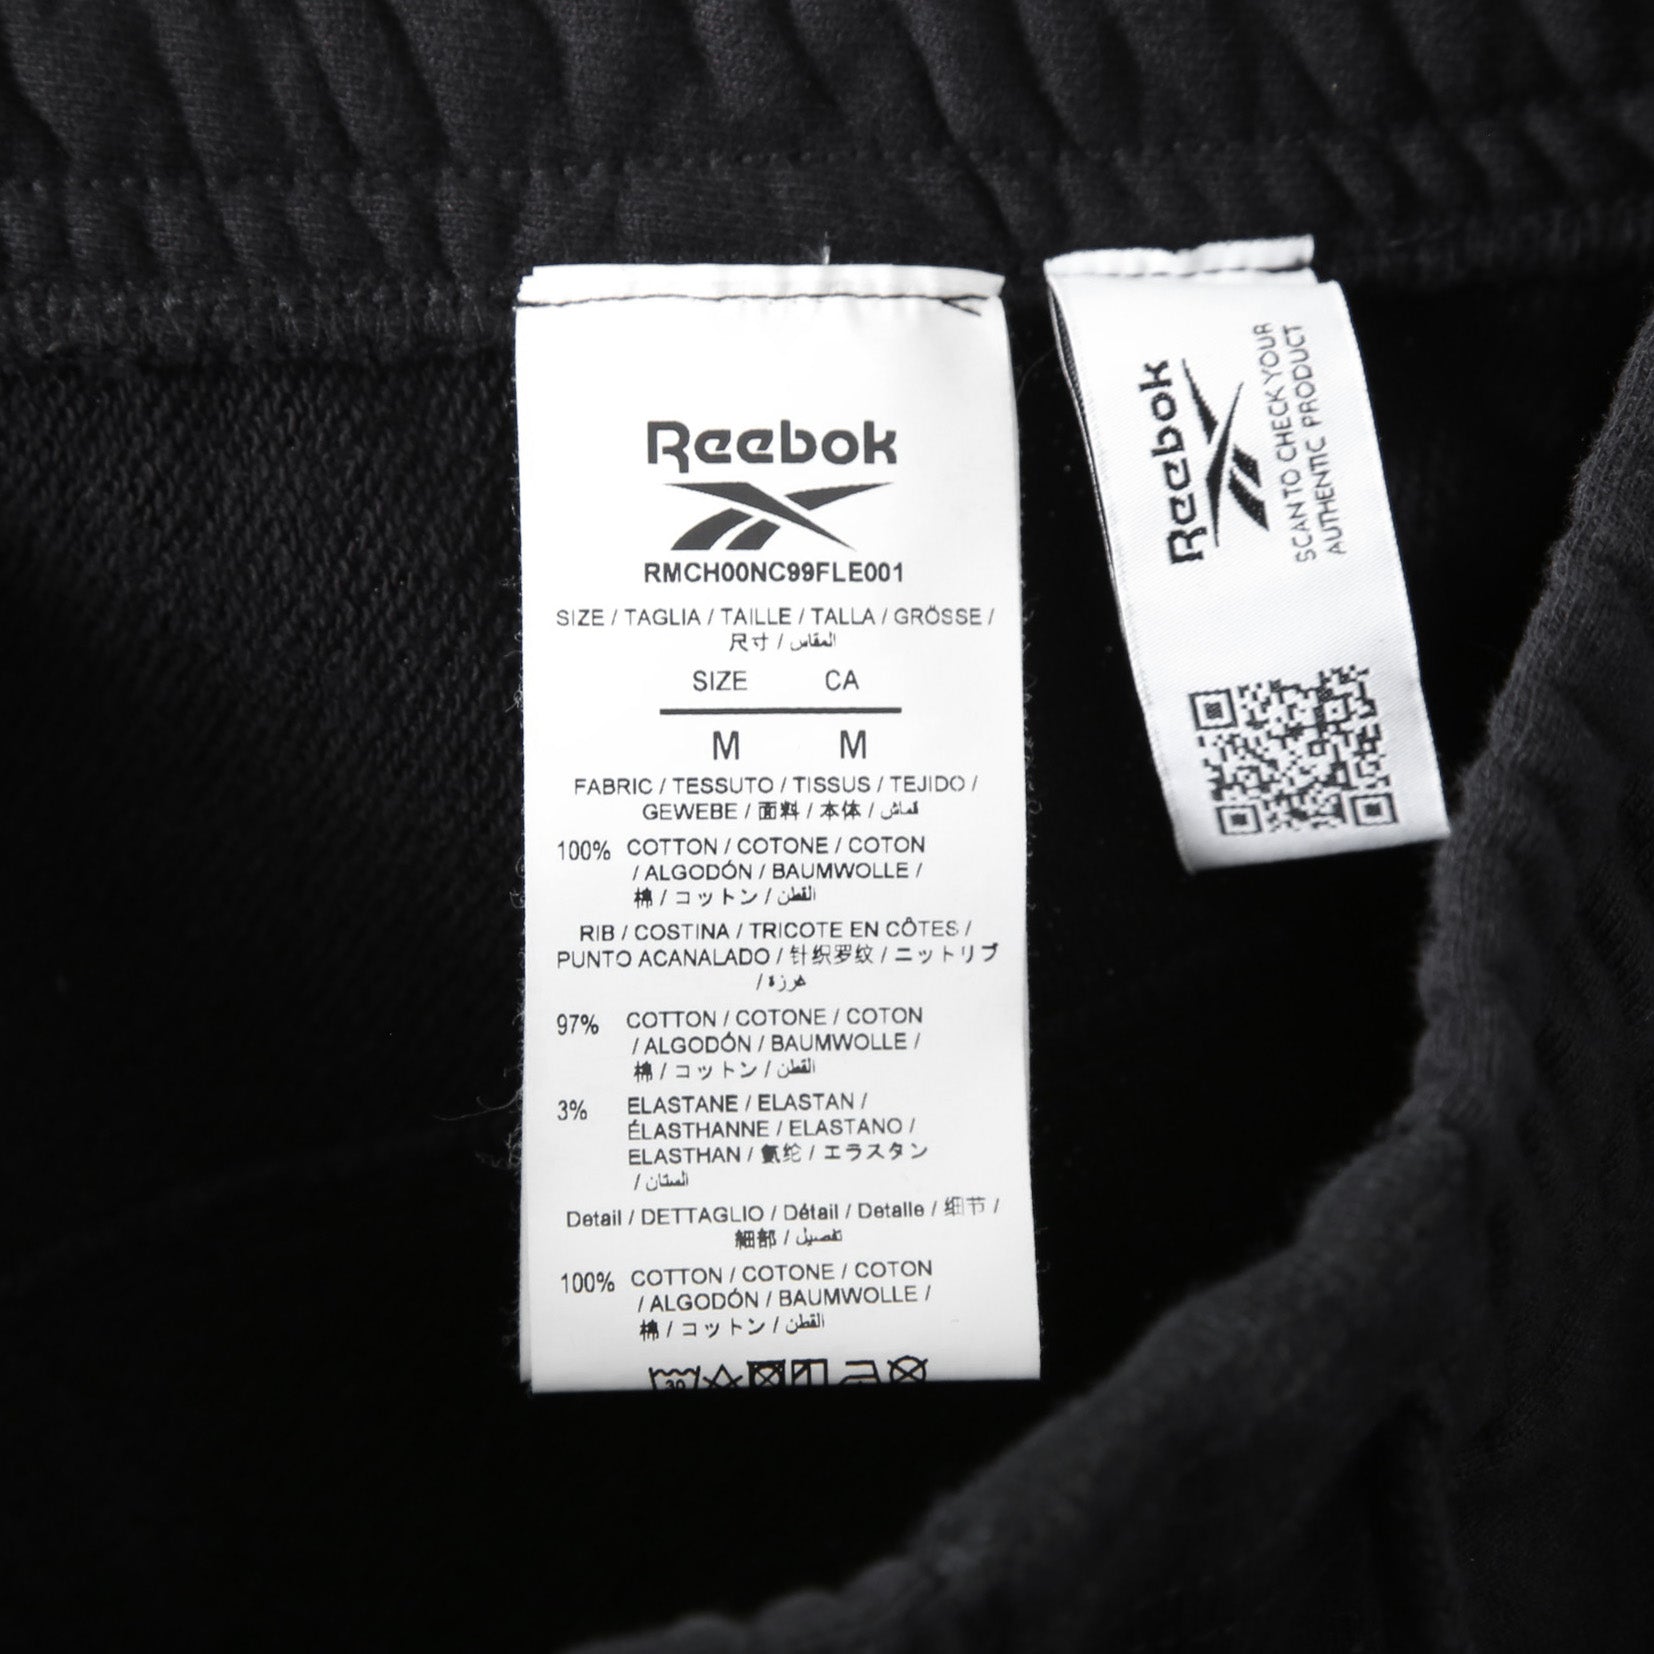 Reebok
RMCH00NC99FLE001
SIZE / TAGLIA / TAILLE / TALLA / GRÖSSE /
尺寸 / المقاس
SIZE CA
M M
FABRIC / TESSUTO / TISSUS / TEJIDO /
GEWEBE / 面料 / 本体 / قماش
100% COTTON / COTONE / COTON
/ ALGODÓN / BAUMWOLLE /
棉 / コットン / القطن
RIB / COSTINA / TRICOTE EN CÔTES /
PUNTO ACANALADO / 针织罗纹 / ニットリブ
/ غرزة
97% COTTON / COTONE / COTON
/ ALGODÓN / BAUMWOLLE /
棉 / コットン / القطن
3% ELASTANE / ELASTAN /
ÉLASTHANNE / ELASTANO /
ELASTHAN / 氨纶 / エラスタン
/ الستان
Detail / DETTAGLIO / Détail / Detalle / 细节 /
細部 / تفصيل
100% COTTON / COTONE / COTON
/ ALGODÓN / BAUMWOLLE /
棉 / コットン / القطن
30
Reebok
SCAN TO CHECK YOUR
AUTHENTIC PRODUCT